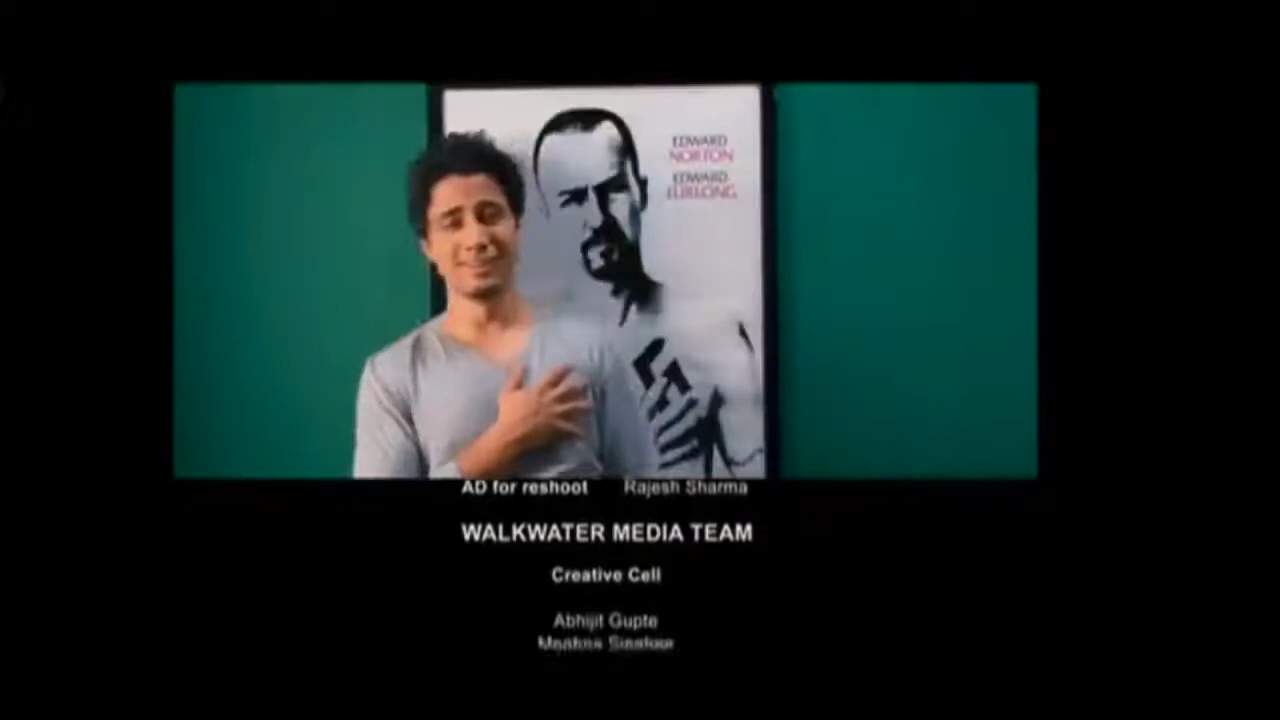 EDWARD
NORTON
EDWARD
FURLONG
AD for reshoot Rajesh Sharma
WALKWATER MEDIA TEAM
Creative Cell
Abhijit Gupte